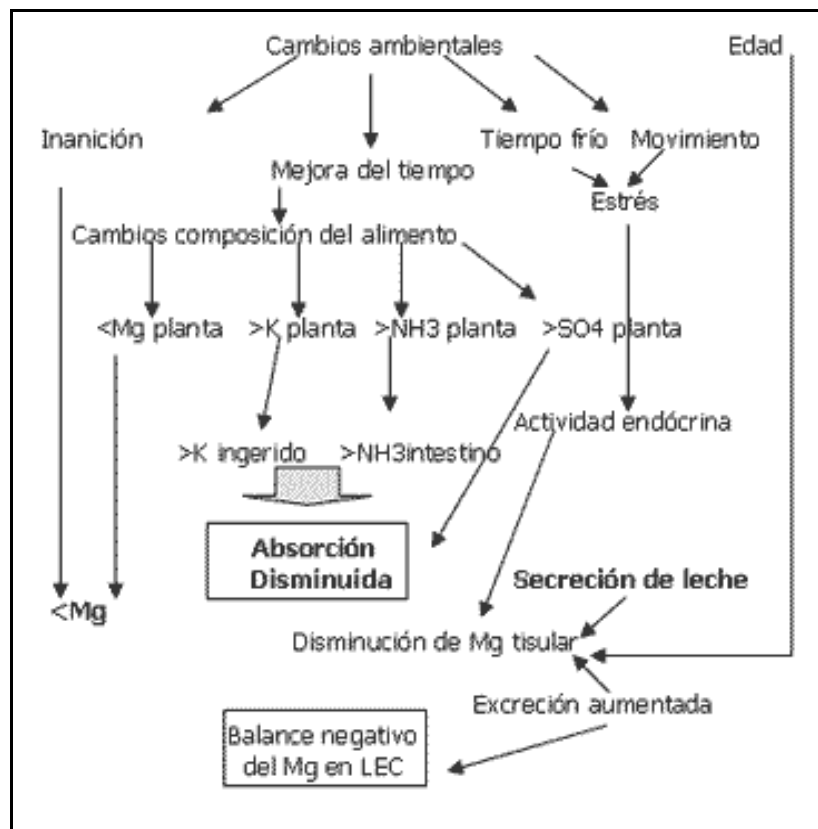 Cambios ambientales
Edad
Inanición
Tiempo frío
Movimiento
Mejora del tiempo
Estrés
Cambios composición del alimento
<Mg planta
>K planta
>NH3 planta
>SO4 planta
Actividad endócrina
>K ingerido
>NH3intestino
Absorción
Disminuida
Secreción de leche
<Mg
Disminución de Mg tisular
Excreción aumentada
Balance negativo
del Mg en LEC